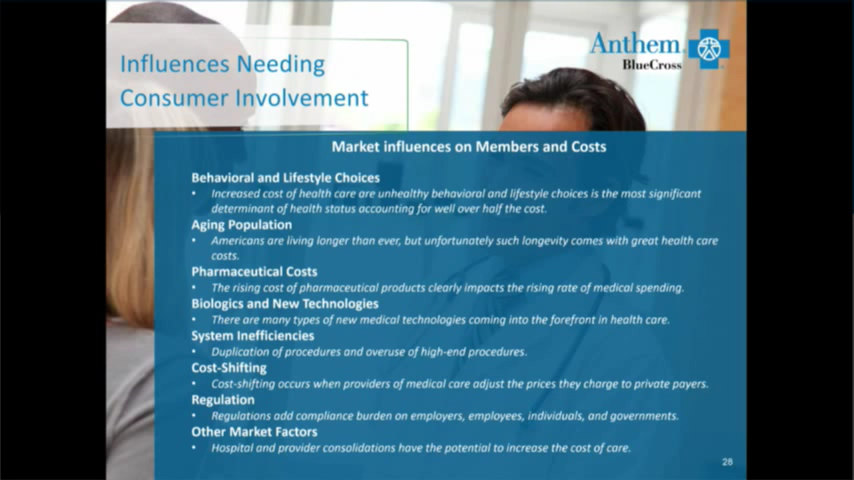 Influences Needing
Consumer Involvement
Anthem
BlueCross
Market influences on Members and Costs
Behavioral and Lifestyle Choices
• Increased cost of health care are unhealthy behavioral and lifestyle choices is the most significant
determinant of health status accounting for well over half the cost.
Aging Population
• Americans are living longer than ever, but unfortunately such longevity comes with great health care
costs.
Pharmaceutical Costs
• The rising cost of pharmaceutical products clearly impacts the rising rate of medical spending.
Biologics and New Technologies
• There are many types of new medical technologies coming into the forefront in health care.
System Inefficiencies
• Duplication of procedures and overuse of high-end procedures.
Cost-Shifting
• Cost-shifting occurs when providers of medical care adjust the prices they charge to private payers.
Regulation
• Regulations add compliance burden on employers, employees, individuals, and governments.
Other Market Factors
• Hospital and provider consolidations have the potential to increase the cost of care.
28